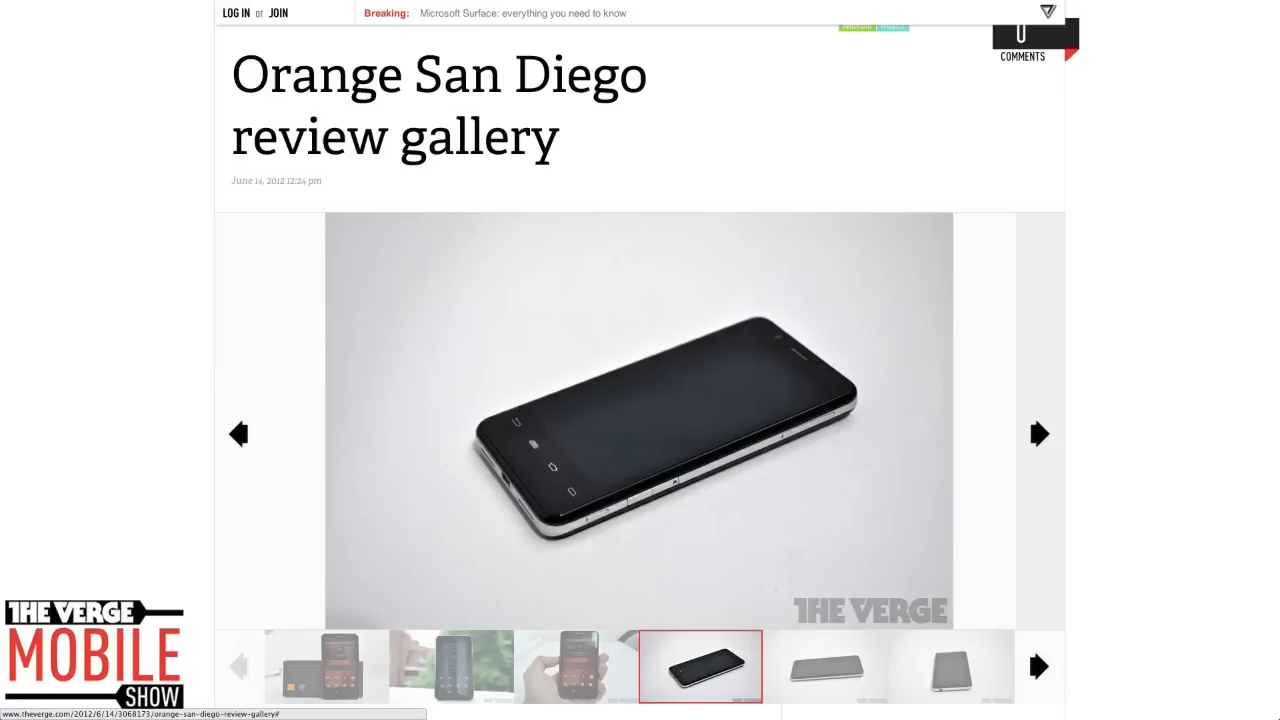 LOG IN or JOIN
Breaking: Microsoft Surface: everything you need to know
ANDROID MOBILE
0
COMMENTS
Orange San Diego
review gallery
June 14, 2012 12:24 pm
THE VERGE
THE VERGE
MOBILE
SHOW
www.theverge.com/2012/6/14/3068173/orange-san-diego-review-gallery#